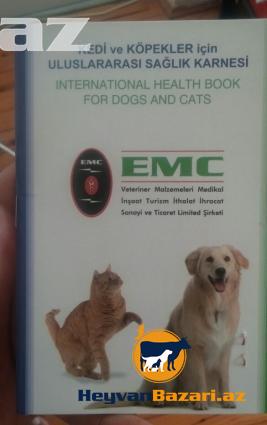 az
KEDİ ve KÖPEKLER için
ULUSLARARASI SAĞLIK KARNESİ
INTERNATIONAL HEALTH BOOK
FOR DOGS AND CATS
EMC
EMC
Veteriner Malzemeleri Medikal
İnşaat Turizm İthalat İhracat
Sanayi ve Ticaret Limited Şirketi
HeyvanBazari.az